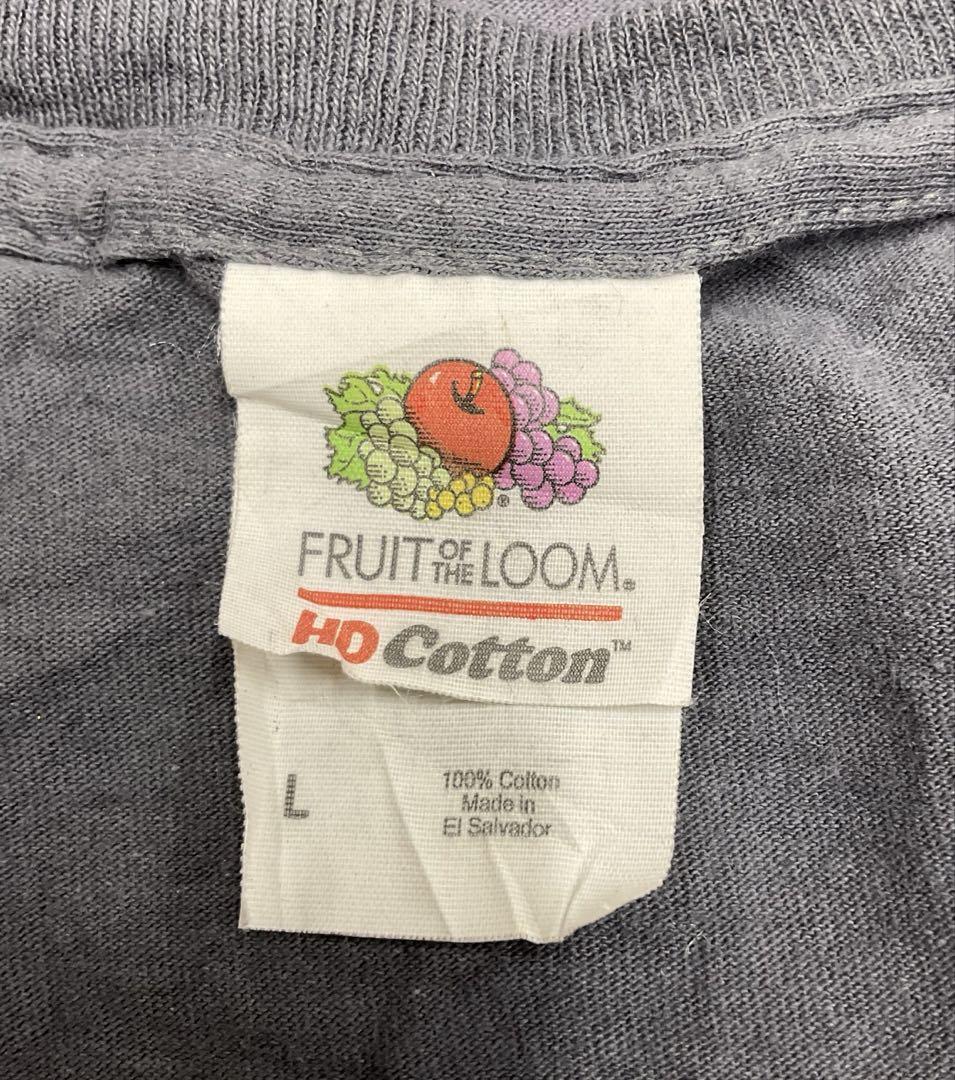 ®
FRUIT OF THE LOOM®
HD Cotton™
L
100% Cotton
Made in
El Salvador